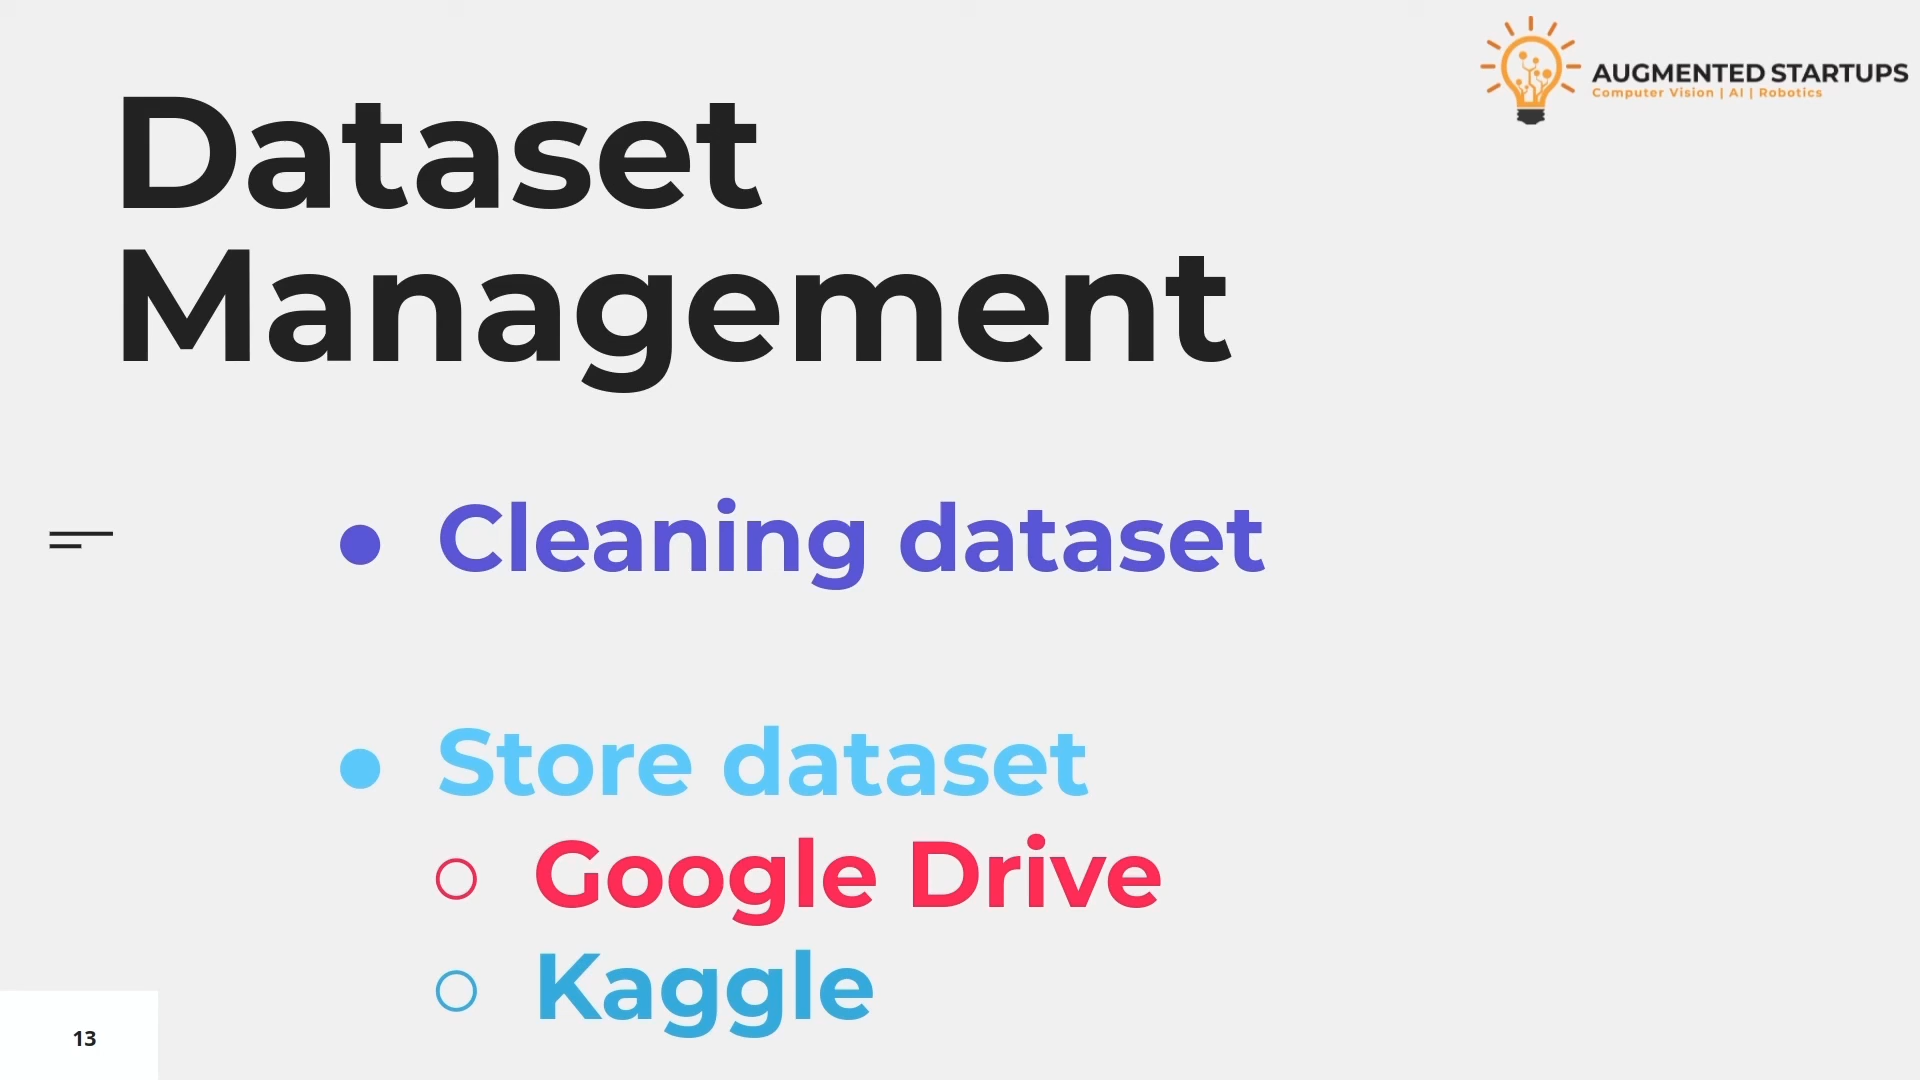 AUGMENTED STARTUPS
Computer Vision | AI | Robotics
Dataset
Management
● Cleaning dataset
● Store dataset
○ Google Drive
○ Kaggle
13